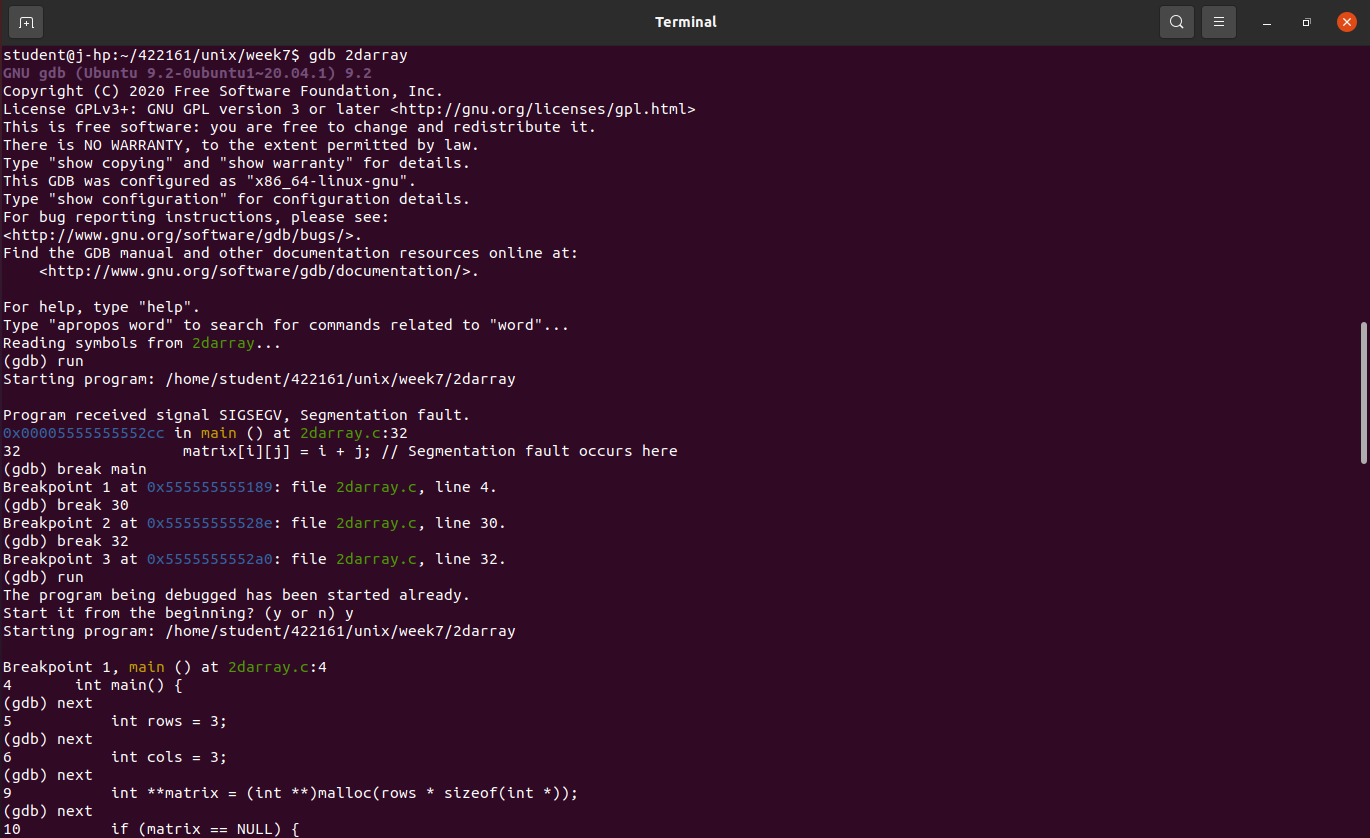 Terminal
student@j-hp:~/422161/unix/week7$ gdb 2darray
GNU gdb (Ubuntu 9.2-0ubuntu1~20.04.1) 9.2
Copyright (C) 2020 Free Software Foundation, Inc.
License GPLv3+: GNU GPL version 3 or later <http://gnu.org/licenses/gpl.html>
This is free software: you are free to change and redistribute it.
There is NO WARRANTY, to the extent permitted by law.
Type "show copying" and "show warranty" for details.
This GDB was configured as "x86_64-linux-gnu".
Type "show configuration" for configuration details.
For bug reporting instructions, please see:
<http://www.gnu.org/software/gdb/bugs/>.
Find the GDB manual and other documentation resources online at:
    <http://www.gnu.org/software/gdb/documentation/>.

For help, type "help".
Type "apropos word" to search for commands related to "word"...
Reading symbols from 2darray...
(gdb) run
Starting program: /home/student/422161/unix/week7/2darray

Program received signal SIGSEGV, Segmentation fault.
0x00005555555552cc in main () at 2darray.c:32
32                  matrix[i][j] = i + j; // Segmentation fault occurs here
(gdb) break main
Breakpoint 1 at 0x555555555189: file 2darray.c, line 4.
(gdb) break 30
Breakpoint 2 at 0x55555555528e: file 2darray.c, line 30.
(gdb) break 32
Breakpoint 3 at 0x5555555552a0: file 2darray.c, line 32.
(gdb) run
The program being debugged has been started already.
Start it from the beginning? (y or n) y
Starting program: /home/student/422161/unix/week7/2darray

Breakpoint 1, main () at 2darray.c:4
4       int main() {
(gdb) next
5           int rows = 3;
(gdb) next
6           int cols = 3;
(gdb) next
9           int **matrix = (int **)malloc(rows * sizeof(int *));
(gdb) next
10          if (matrix == NULL) {